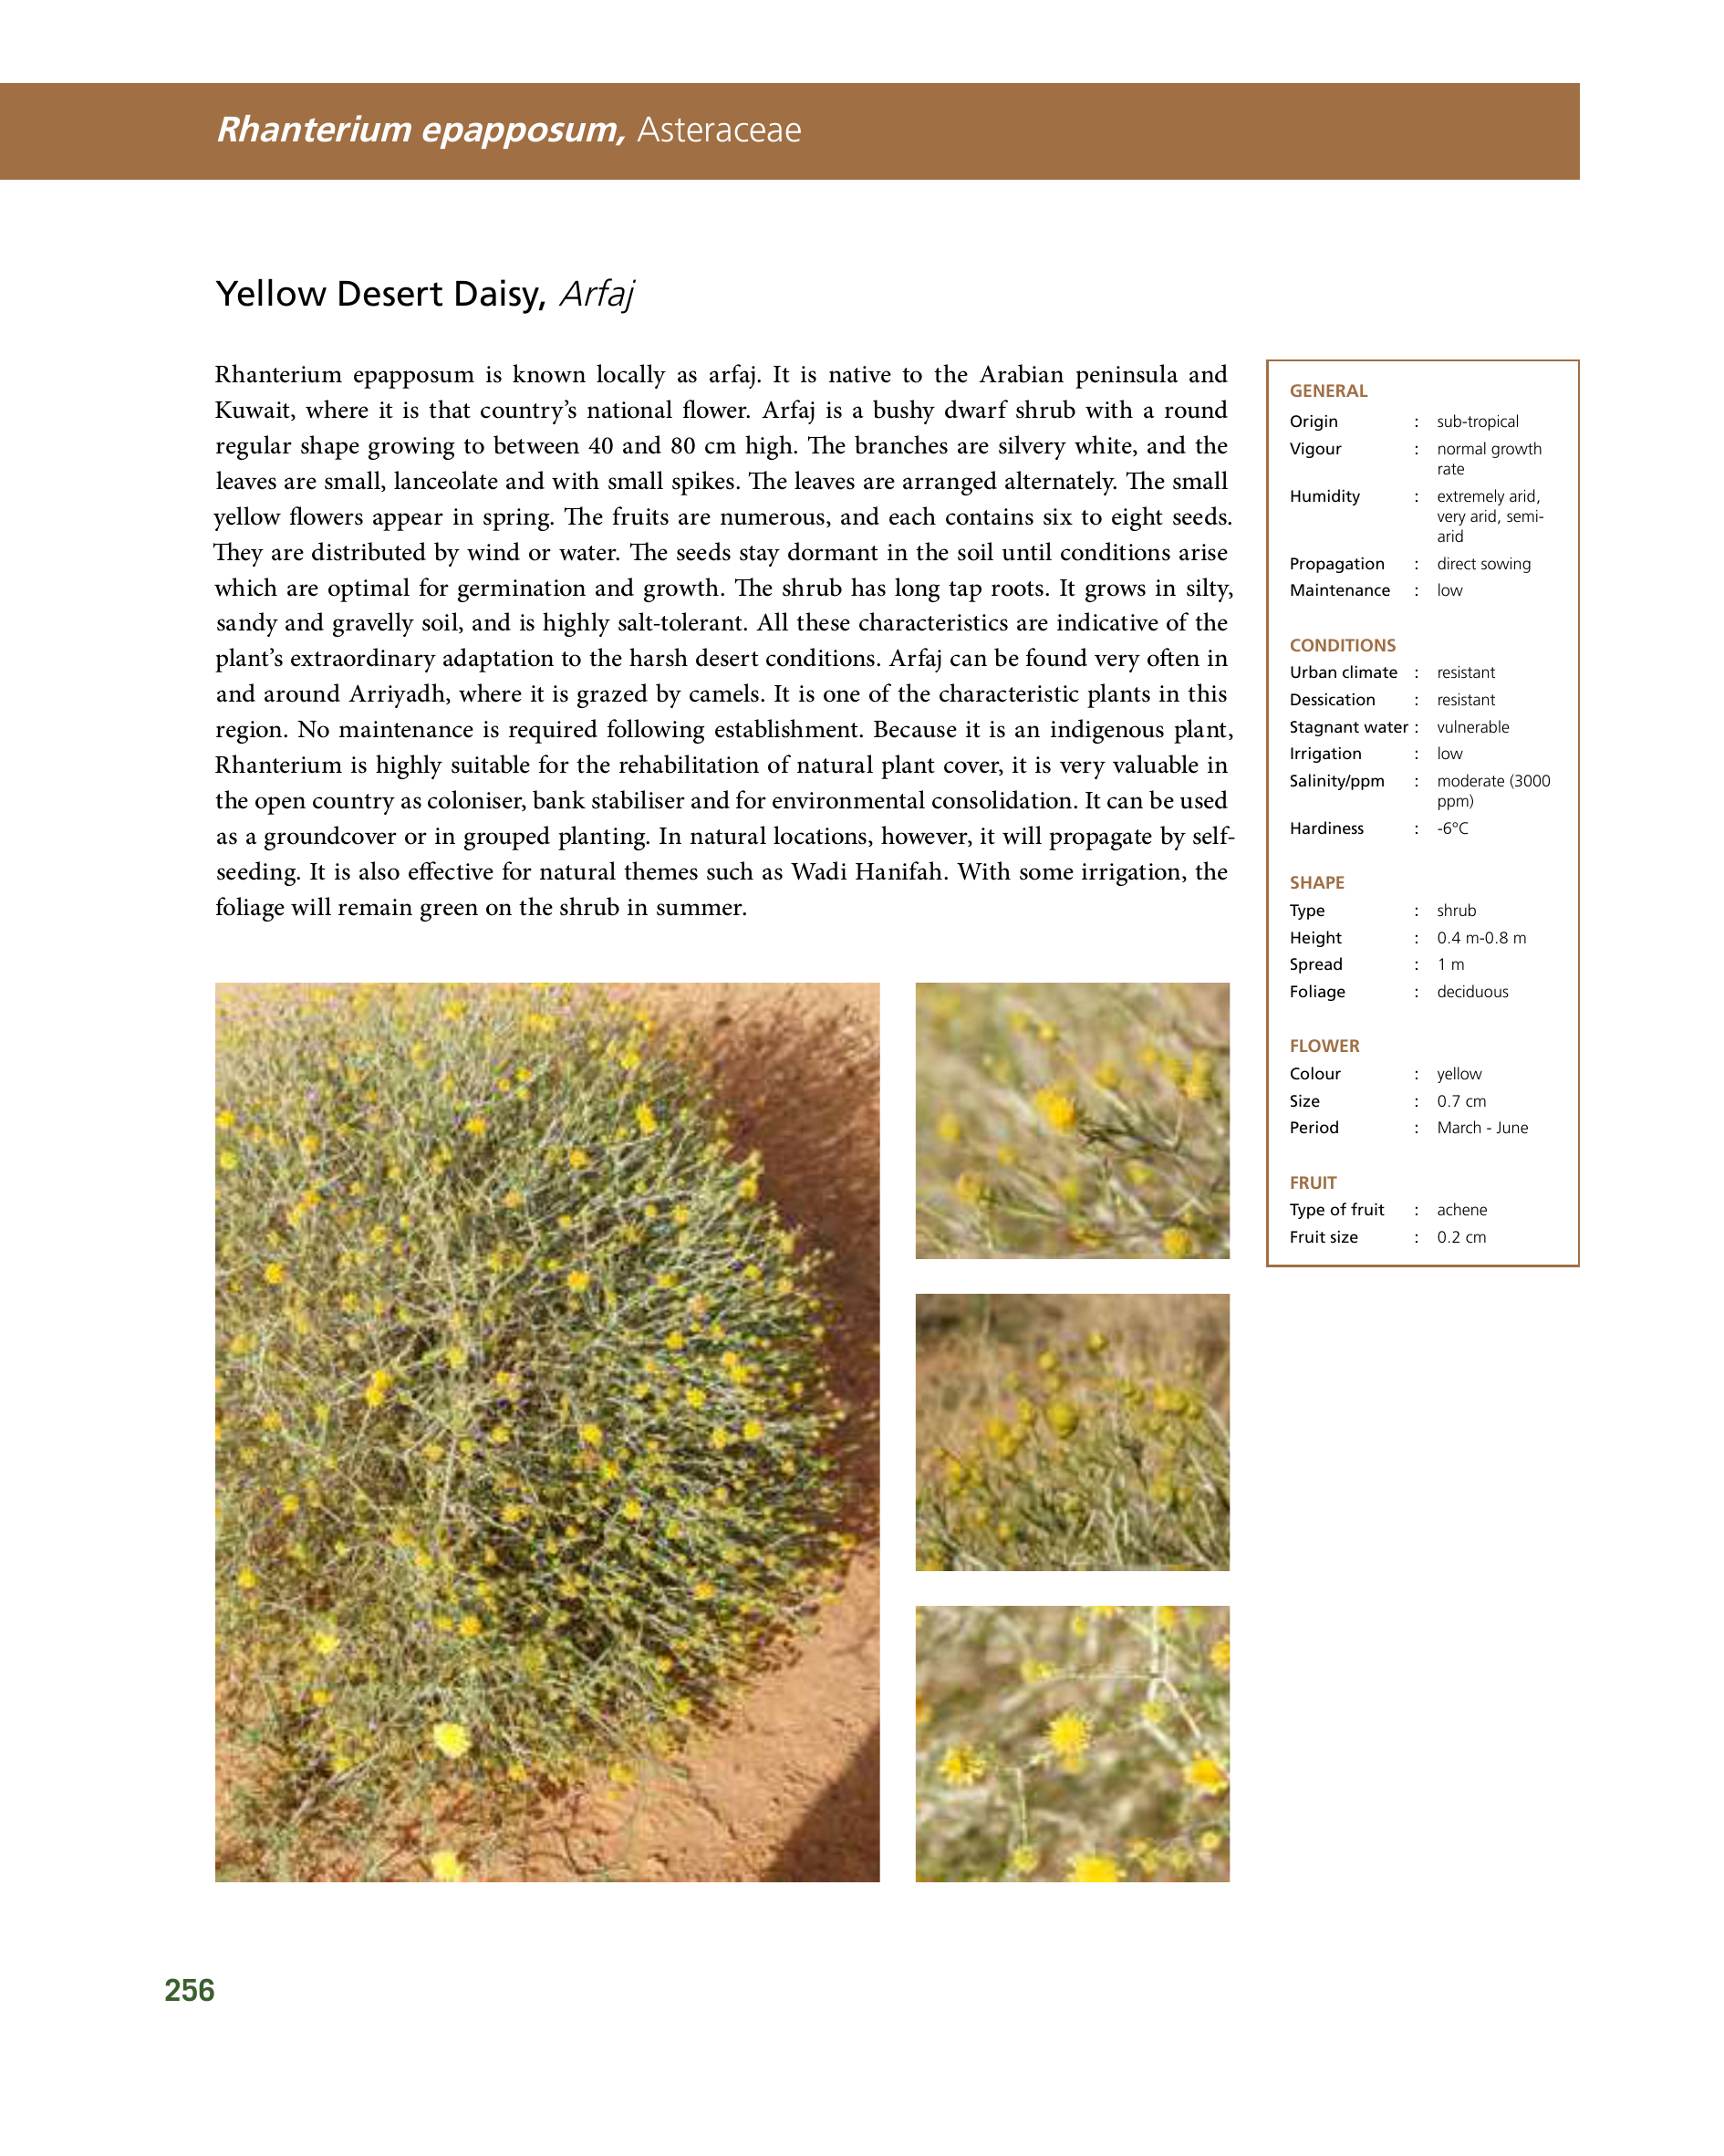 Rhanterium epapposum, Asteraceae
Yellow Desert Daisy, Arfaj
Rhanterium epapposum is known locally as arfaj. It is native to the Arabian peninsula and
Kuwait, where it is that country’s national flower. Arfaj is a bushy dwarf shrub with a round
regular shape growing to between 40 and 80 cm high. The branches are silvery white, and the
leaves are small, lanceolate and with small spikes. The leaves are arranged alternately. The small
yellow flowers appear in spring. The fruits are numerous, and each contains six to eight seeds.
They are distributed by wind or water. The seeds stay dormant in the soil until conditions arise
which are optimal for germination and growth. The shrub has long tap roots. It grows in silty,
sandy and gravelly soil, and is highly salt-tolerant. All these characteristics are indicative of the
plant’s extraordinary adaptation to the harsh desert conditions. Arfaj can be found very often in
and around Arriyadh, where it is grazed by camels. It is one of the characteristic plants in this
region. No maintenance is required following establishment. Because it is an indigenous plant,
Rhanterium is highly suitable for the rehabilitation of natural plant cover, it is very valuable in
the open country as coloniser, bank stabiliser and for environmental consolidation. It can be used
as a groundcover or in grouped planting. In natural locations, however, it will propagate by self-
seeding. It is also effective for natural themes such as Wadi Hanifah. With some irrigation, the
foliage will remain green on the shrub in summer.
GENERAL
Origin : sub-tropical
Vigour : normal growth
rate
Humidity : extremely arid,
very arid, semi-
arid
Propagation : direct sowing
Maintenance : low
CONDITIONS
Urban climate : resistant
Dessication : resistant
Stagnant water : vulnerable
Irrigation : low
Salinity/ppm : moderate (3000
ppm)
Hardiness : -6°C
SHAPE
Type : shrub
Height : 0.4 m-0.8 m
Spread : 1 m
Foliage : deciduous
FLOWER
Colour : yellow
Size : 0.7 cm
Period : March - June
FRUIT
Type of fruit : achene
Fruit size : 0.2 cm
256